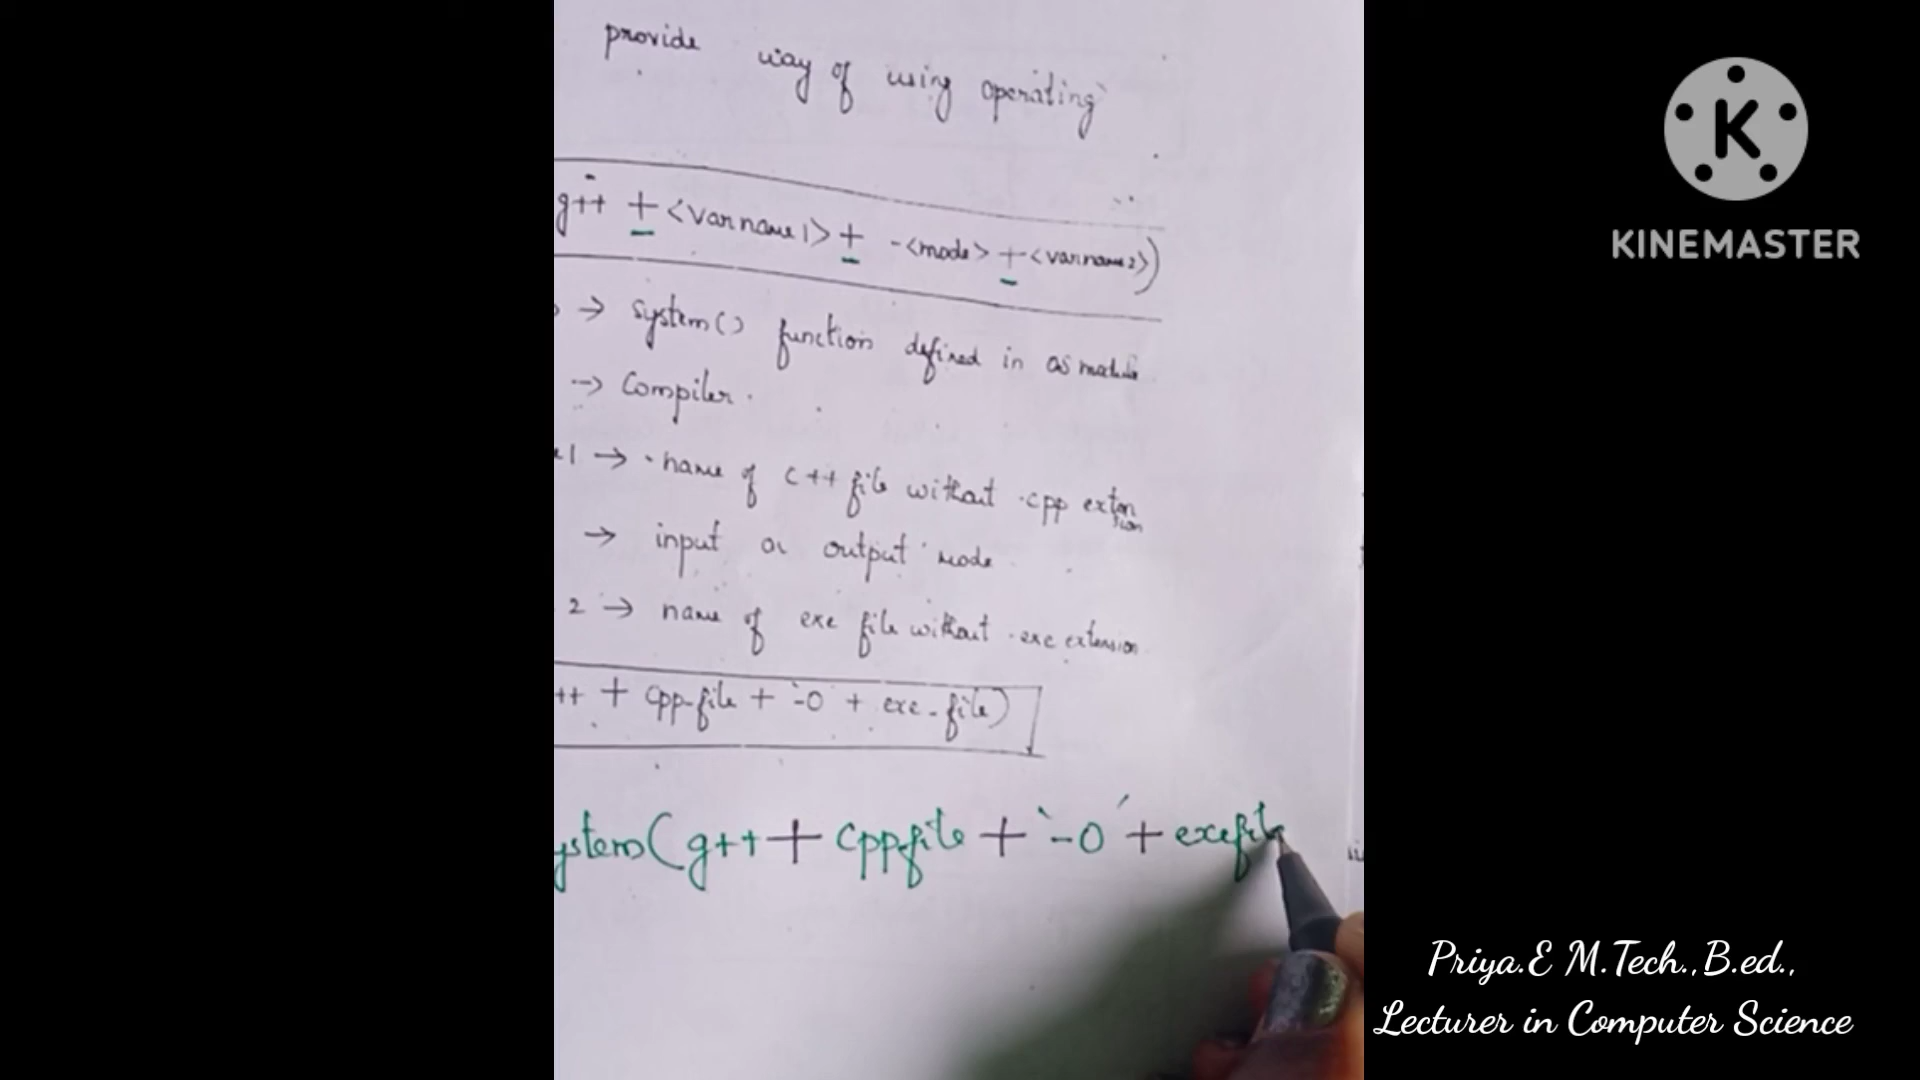 provide way of using operating
g++ + <varname1> + -<mode> + <varname2>)
→ system() function defined in os module
→ Compiler.
1 → name of c++ file without .cpp extension
→ input or output mode
2 → name of exe file without .exe extension
++ + cpp-file + '-o + exe-file)
ystem(g++ + cppfile + '-o' + exefile
K
KINEMASTER
Priya.E M.Tech.,B.ed.,
Lecturer in Computer Science